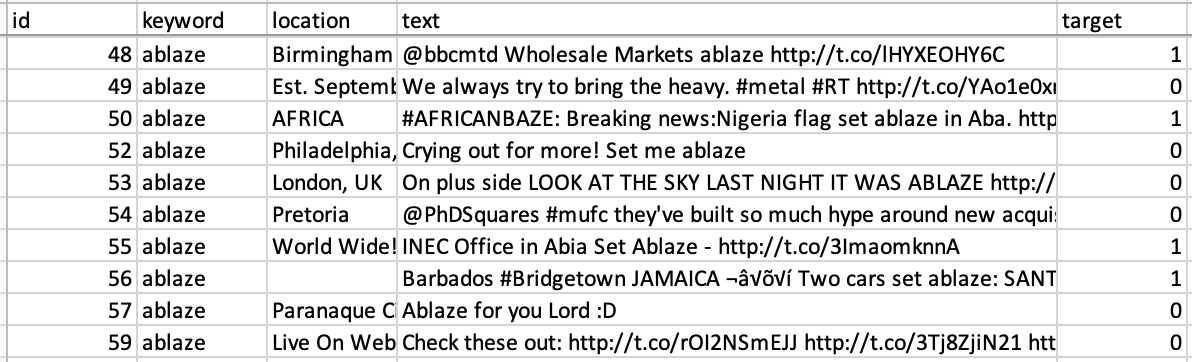 id keyword location text target
48 ablaze Birmingham @bbcmtd Wholesale Markets ablaze http://t.co/lHYXEOHY6C 1
49 ablaze Est. Septemb We always try to bring the heavy. #metal #RT http://t.co/YAo1e0xr 0
50 ablaze AFRICA #AFRICANBAZE: Breaking news:Nigeria flag set ablaze in Aba. http 1
52 ablaze Philadelphia, Crying out for more! Set me ablaze 0
53 ablaze London, UK On plus side LOOK AT THE SKY LAST NIGHT IT WAS ABLAZE http:// 0
54 ablaze Pretoria @PhDSquares #mufc they've built so much hype around new acquis 0
55 ablaze World Wide! INEC Office in Abia Set Ablaze - http://t.co/3ImaomknnA 1
56 ablaze Barbados #Bridgetown JAMAICA ¬â√õ√í Two cars set ablaze: SANT 1
57 ablaze Paranaque C Ablaze for you Lord :D 0
59 ablaze Live On Web Check these out: http://t.co/rOI2NSmEJJ http://t.co/3Tj8ZjiN21 htt 0